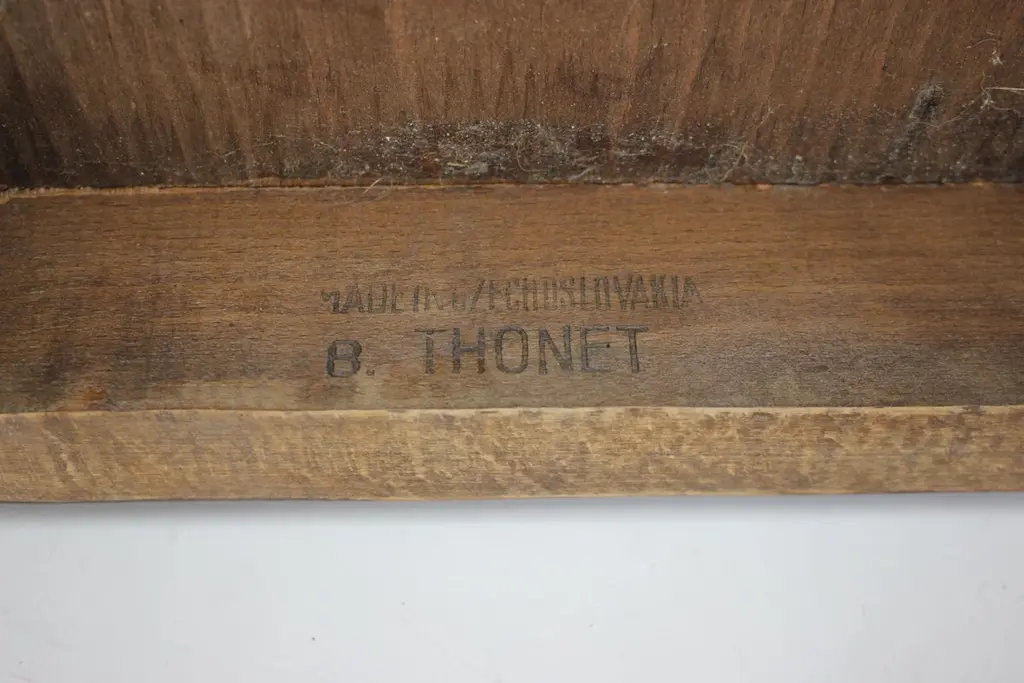 MADE IN CZECHOSLOVAKIA
B. THONET